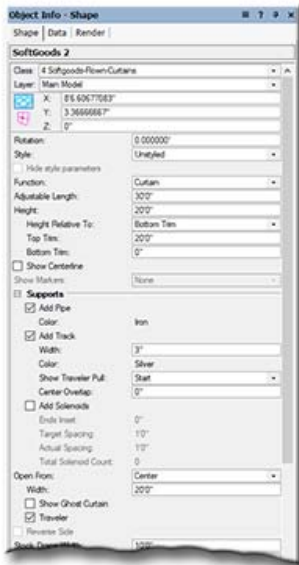 Object Info - Shape
? x
Shape Data Render
SoftGoods 2
Class: 4 Softgoods-Flown-Curtains
Layer: Main Model
X: 8'6.60677083"
Y: 3.36666667"
Z: 0"
Rotation: 0.000000°
Style: Unstyled
Hide style parameters
Function: Curtain
Adjustable Length: 30'0"
Height: 20'0"
Height Relative To: Bottom Trim
Top Trim: 20'0"
Bottom Trim: 0"
Show Centerline
Show Markers: None
Supports
Add Pipe
Color: Iron
Add Track
Width: 3"
Color: Silver
Show Traveler Pull: Start
Center Overlap: 0"
Add Solenoids
Ends Inset: 0"
Target Spacing: 1'0"
Actual Spacing: 1'0"
Total Solenoid Count: 0
Open From: Center
Width: 20'0"
Show Ghost Curtain
Traveler
Reverse Side